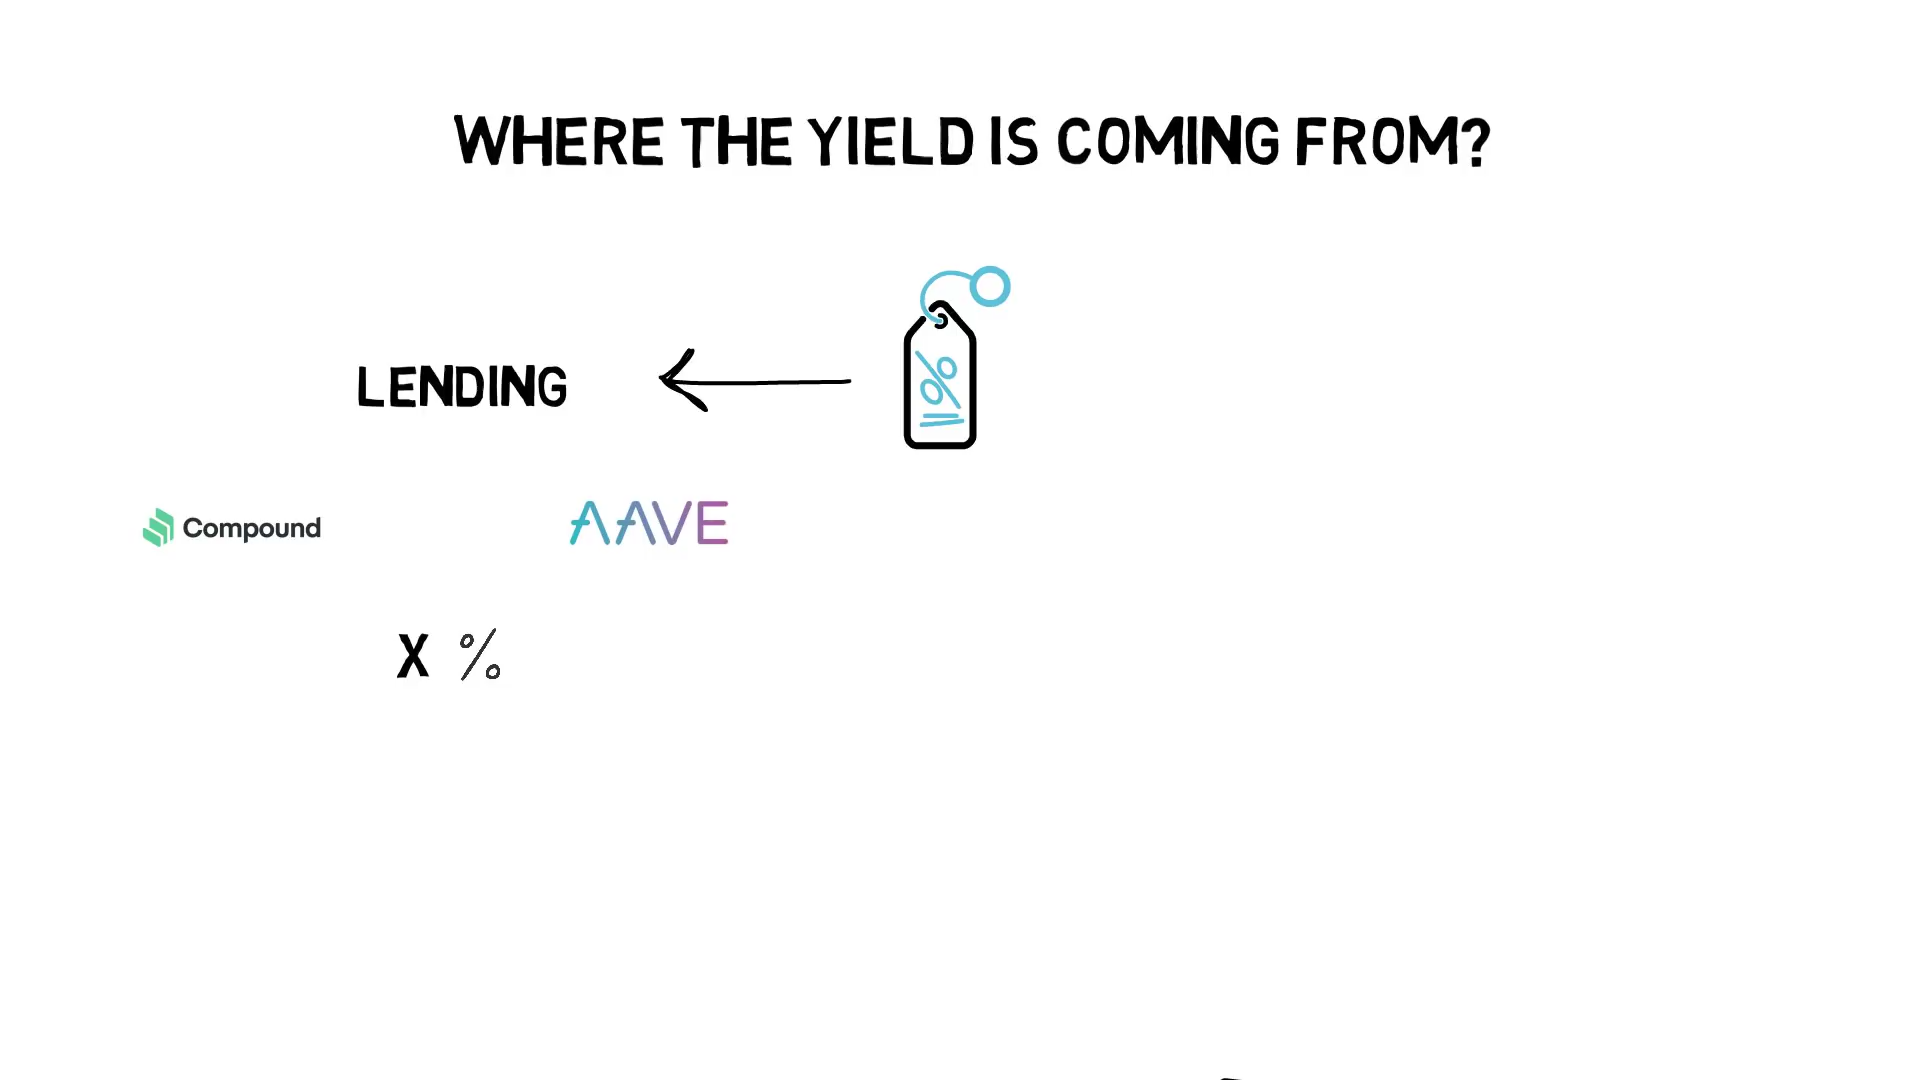 WHERE THE YIELD IS COMING FROM?
LENDING
%
Compound
AAVE
X %